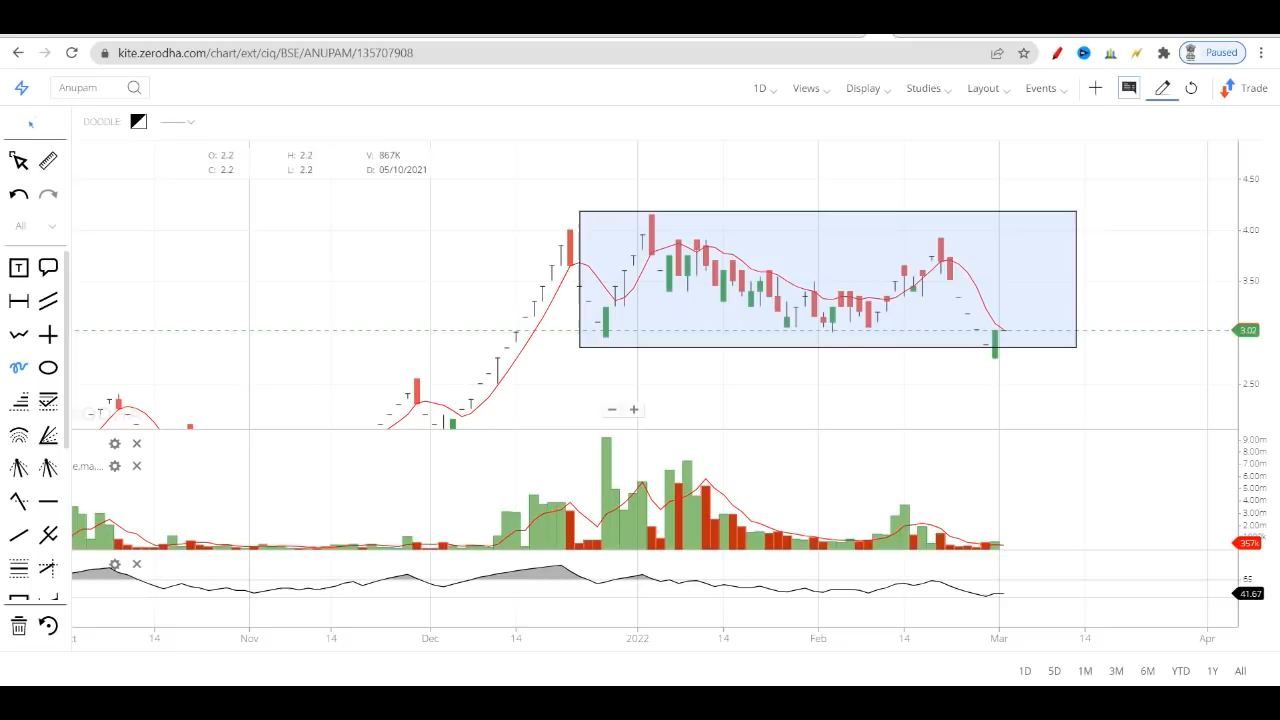 kite.zerodha.com/chart/ext/ciq/BSE/ANUPAM/135707908
Paused
Anupam
1D Views Display Studies Layout Events Trade
DOODLE:
O: 2.2 H: 2.2 V: 867K
C: 2.2 L: 2.2 D: 05/10/2021
All
T
4.50
4.00
3.50
3.02
2.50
9.00m
8.00m
7.00m
6.00m
5.00m
4.00m
3.00m
2.00m
357k
e,ma,...
41.67
14 Nov 14 Dec 14 2022 14 Feb 14 Mar 14 Apr
1D 5D 1M 3M 6M YTD 1Y All